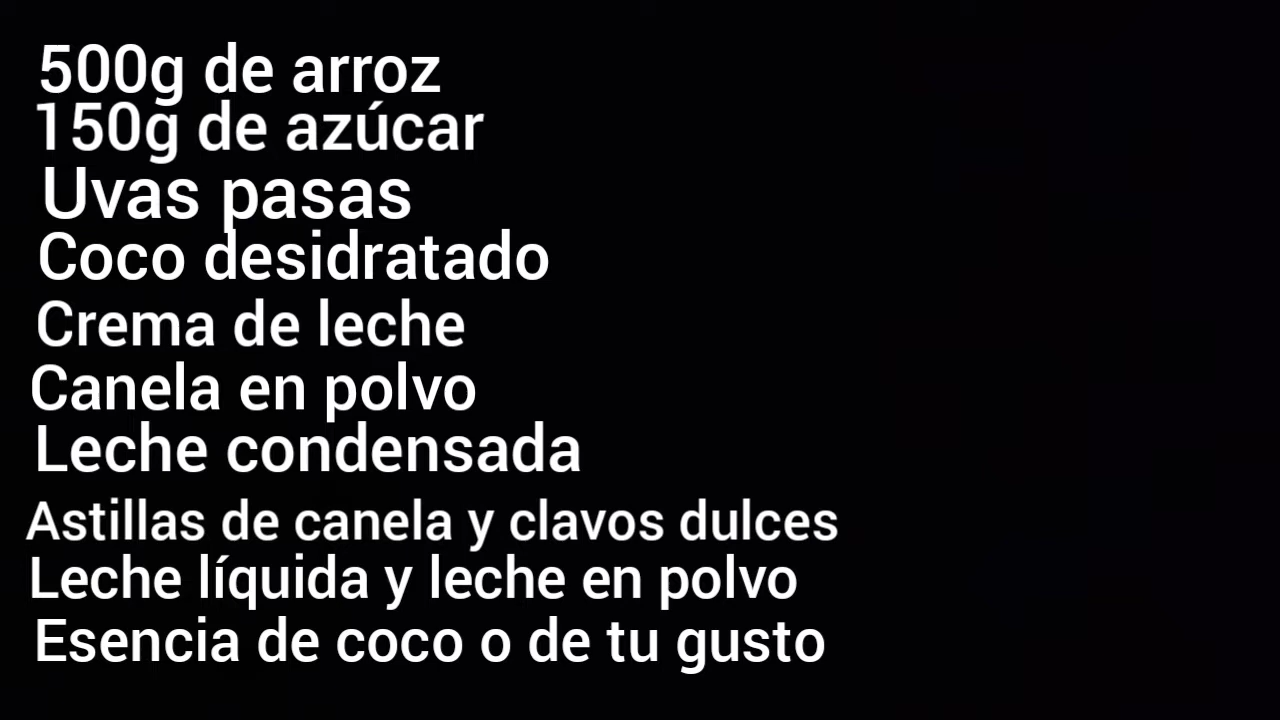 500g de arroz
150g de azúcar
Uvas pasas
Coco desidratado
Crema de leche
Canela en polvo
Leche condensada
Astillas de canela y clavos dulces
Leche líquida y leche en polvo
Esencia de coco o de tu gusto